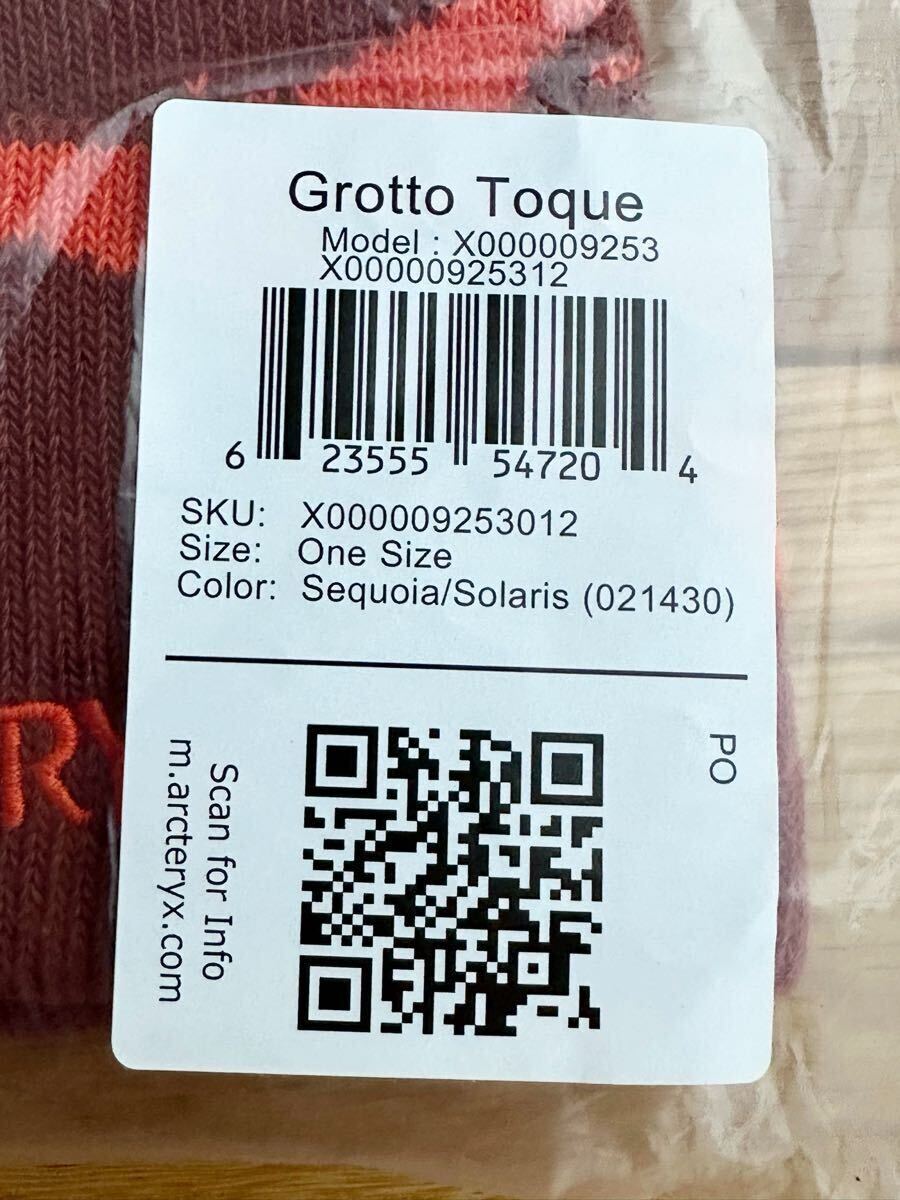 Grotto Toque
Model : X000009253
X00000925312
6 23555 54720 4
SKU: X000009253012
Size: One Size
Color: Sequoia/Solaris (021430)
PO
Scan for Info
m.arcteryx.com
RY